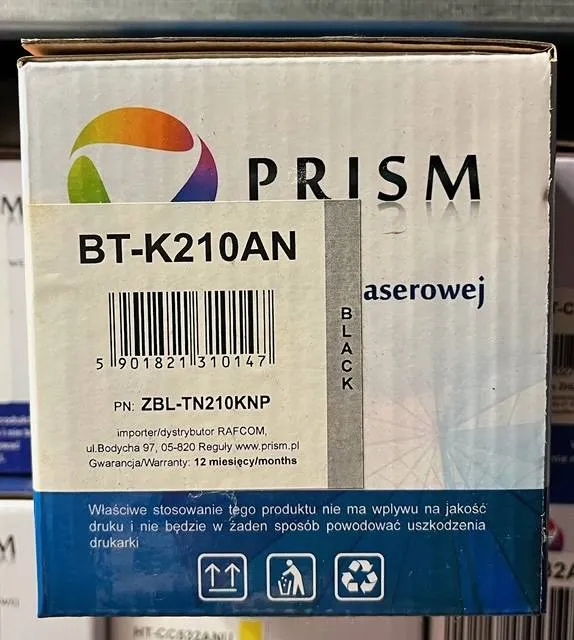 PRISM
BT-K210AN
aserowej
BLACK
5 901821 310147
PN: ZBL-TN210KNP
importer/dystrybutor RAFCOM,
ul.Bodycha 97, 05-820 Reguły www.prism.pl
Gwarancja/Warranty: 12 miesięcy/months
Właściwe stosowanie tego produktu nie ma wpływu na jakość
druku i nie będzie w żaden sposób powodować uszkodzenia
drukarki